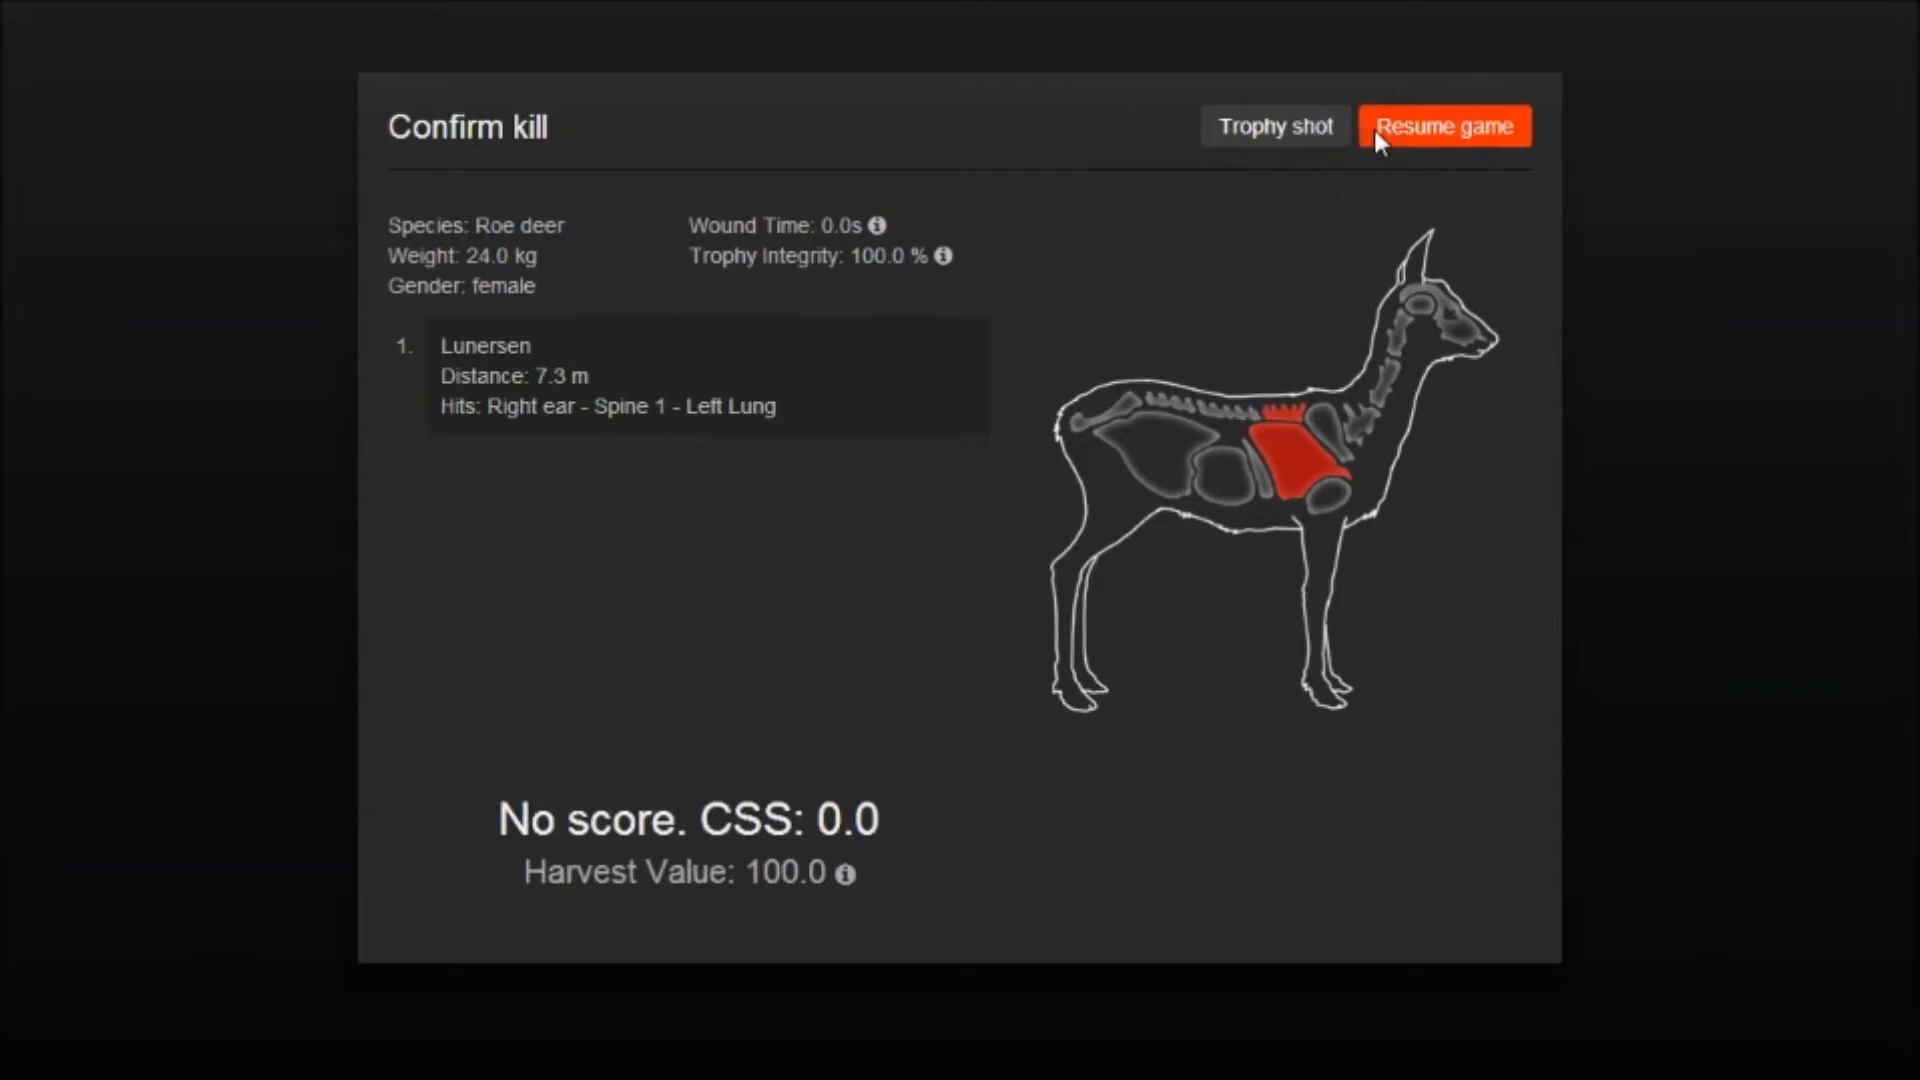 Confirm kill
Trophy shot
Resume game
Species: Roe deer
Weight: 24.0 kg
Gender: female
Wound Time: 0.0s
Trophy Integrity: 100.0 %
1.
Lunersen
Distance: 7.3 m
Hits: Right ear - Spine 1 - Left Lung
No score. CSS: 0.0
Harvest Value: 100.0